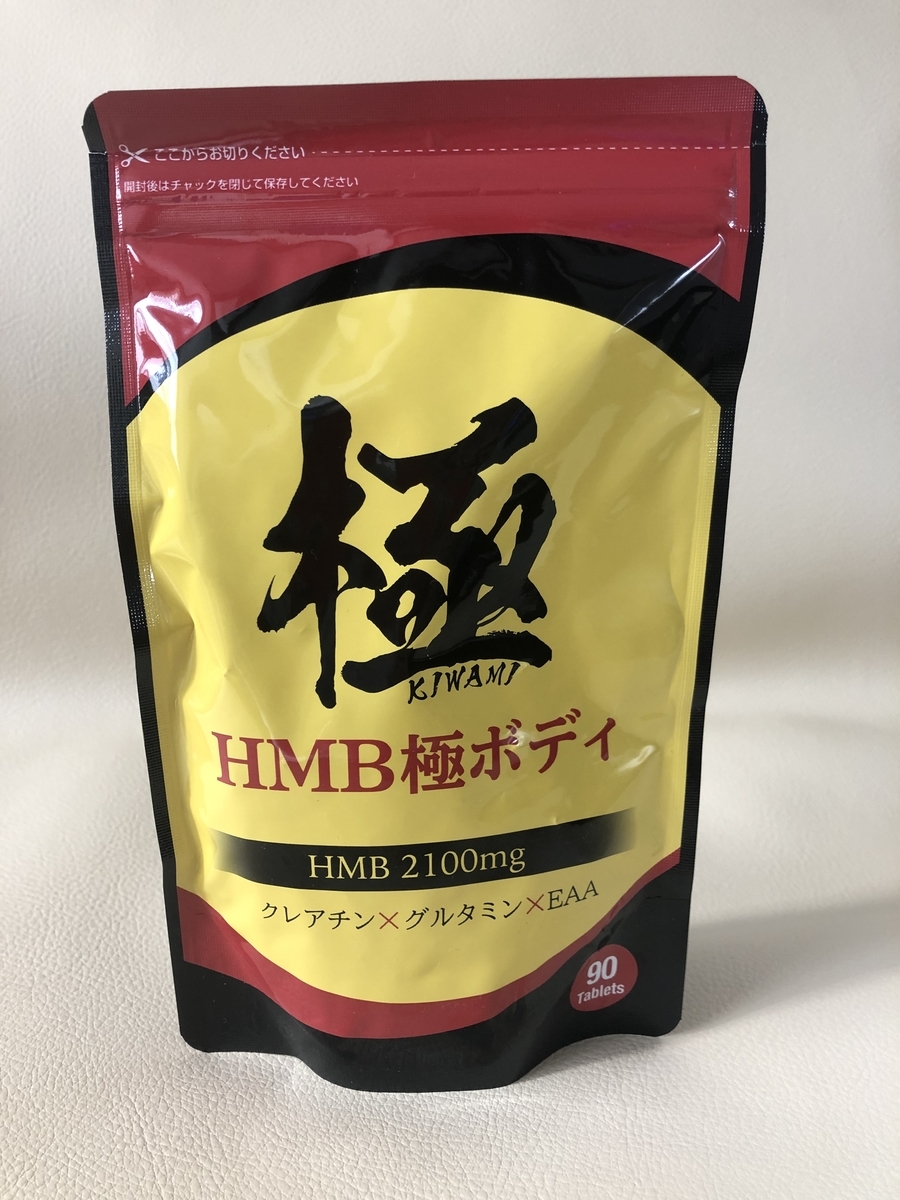 ここからお切りください
開封後はチャックを閉じて保存してください
極
KIWAMI
HMB極ボディ
HMB 2100mg
クレアチン×グルタミン×EAA
90
Tablets